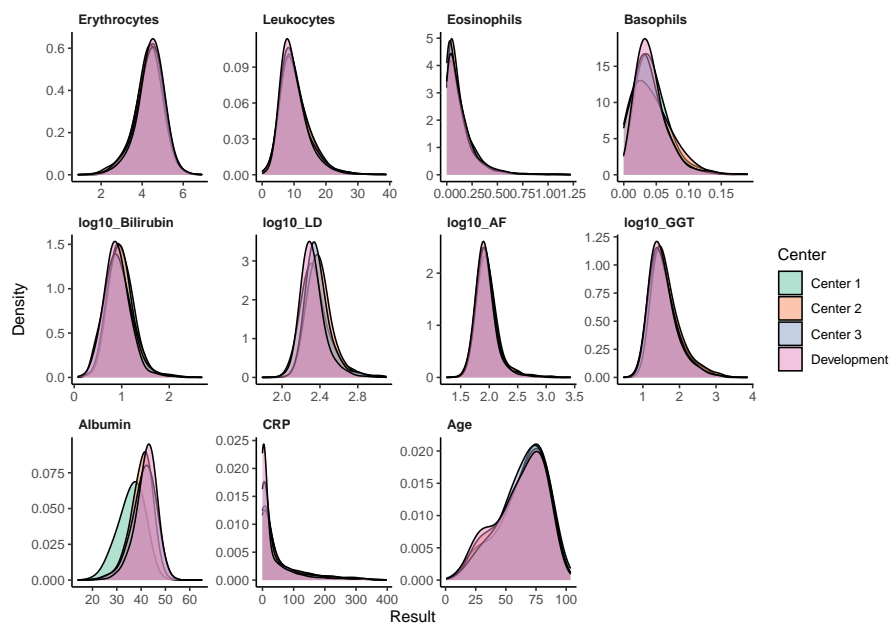 Erythrocytes
0.6
0.4
0.2
0.0
2 4 6
Leukocytes
0.09
0.06
0.03
0.00
0 10 20 30 40
Eosinophils
5
4
3
2
1
0
0.000.250.500.751.001.25
Basophils
15
10
5
0
0.00 0.05 0.10 0.15
log10_Bilirubin
1.5
1.0
0.5
0.0
0 1 2
log10_LD
3
2
1
0
2.0 2.4 2.8
log10_AF
2
1
0
1.5 2.0 2.5 3.0 3.5
log10_GGT
1.25
1.00
0.75
0.50
0.25
0.00
1 2 3 4
Albumin
0.075
0.050
0.025
0.000
20 30 40 50 60
CRP
0.025
0.020
0.015
0.010
0.005
0.000
0 100 200 300 400
Age
0.020
0.015
0.010
0.005
0.000
0 25 50 75 100
Density
Result
Center
Center 1
Center 2
Center 3
Development